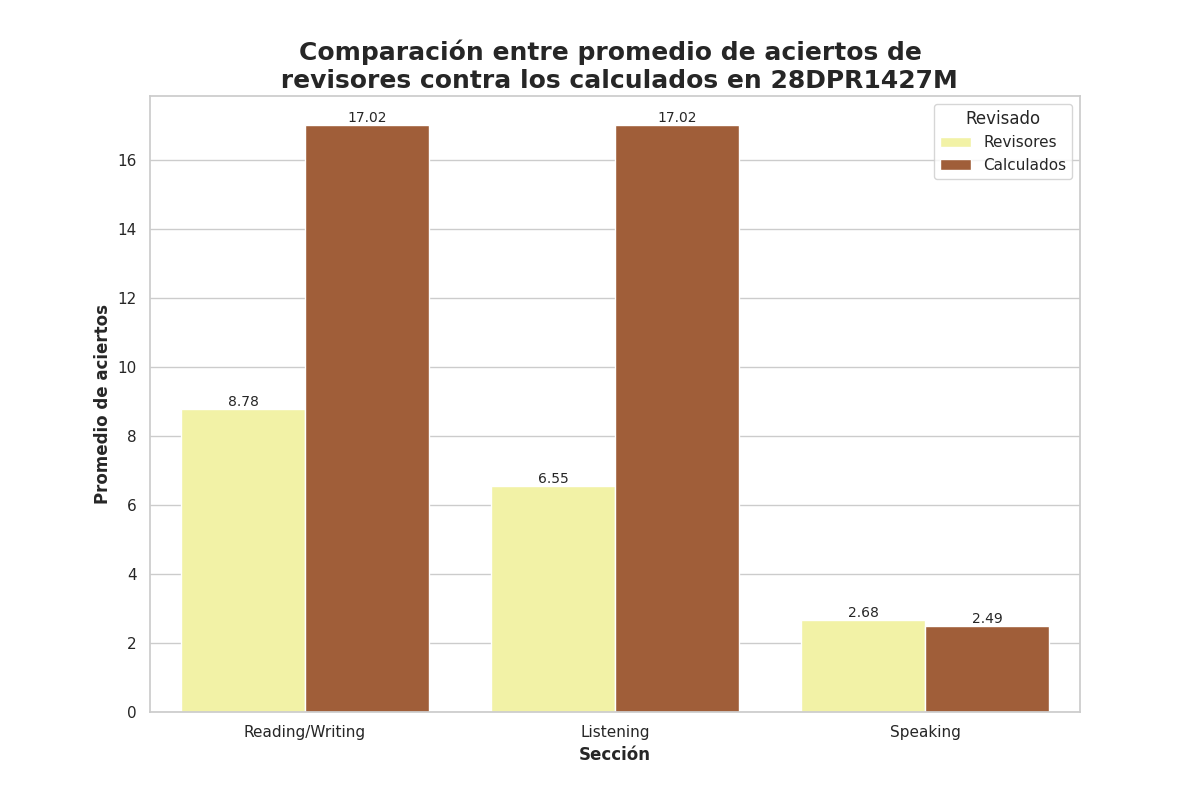 Comparación entre promedio de aciertos de
revisores contra los calculados en 28DPR1427M
Revisado
Revisores
Calculados
17.02
17.02
8.78
6.55
2.68
2.49
Promedio de aciertos
16
14
12
10
8
6
4
2
0
Reading/Writing
Listening
Speaking
Sección